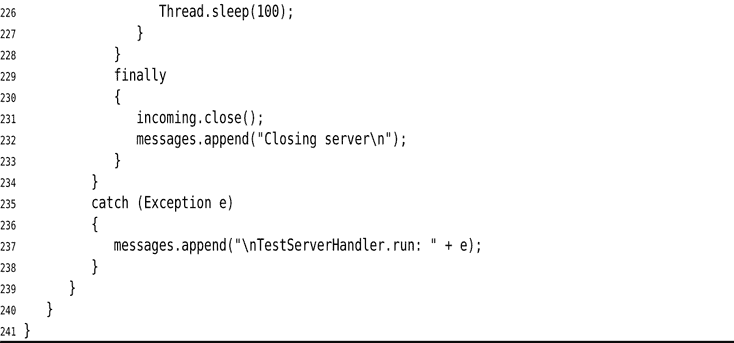 226                   Thread.sleep(100);
227                }
228             }
229             finally
230             {
231                incoming.close();
232                messages.append("Closing server\n");
233             }
234          }
235          catch (Exception e)
236          {
237             messages.append("\nTestServerHandler.run: " + e);
238          }
239       }
240    }
241 }